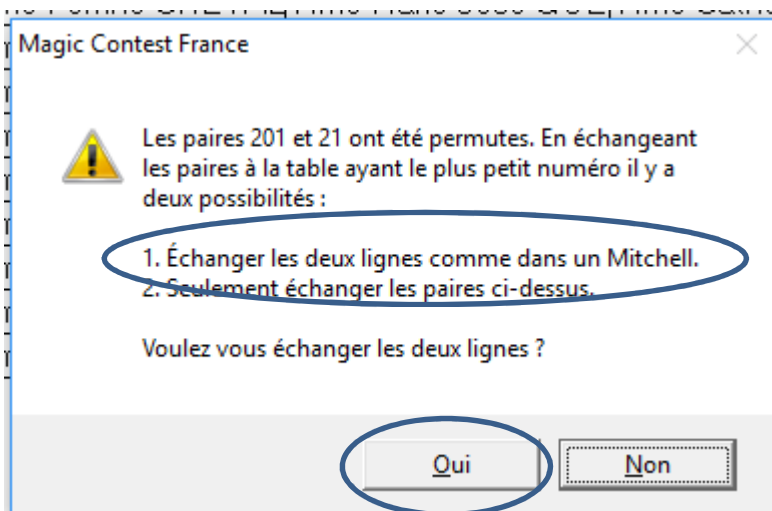 Magic Contest France
Les paires 201 et 21 ont été permutes. En échangeant
les paires à la table ayant le plus petit numéro il y a
deux possibilités :
1. Échanger les deux lignes comme dans un Mitchell.
2. Seulement échanger les paires ci-dessus.
Voulez vous échanger les deux lignes ?
Oui
Non